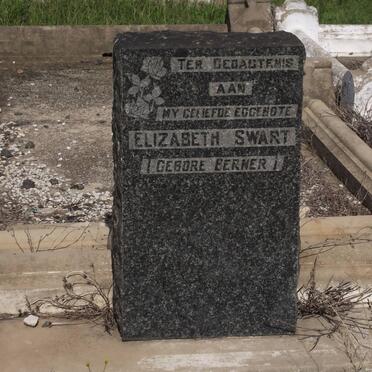 TER GEDAGTENIS
AAN
MY GELIEFDE EGGENOTE
ELIZABETH SWART
(GEBORE BERNER)